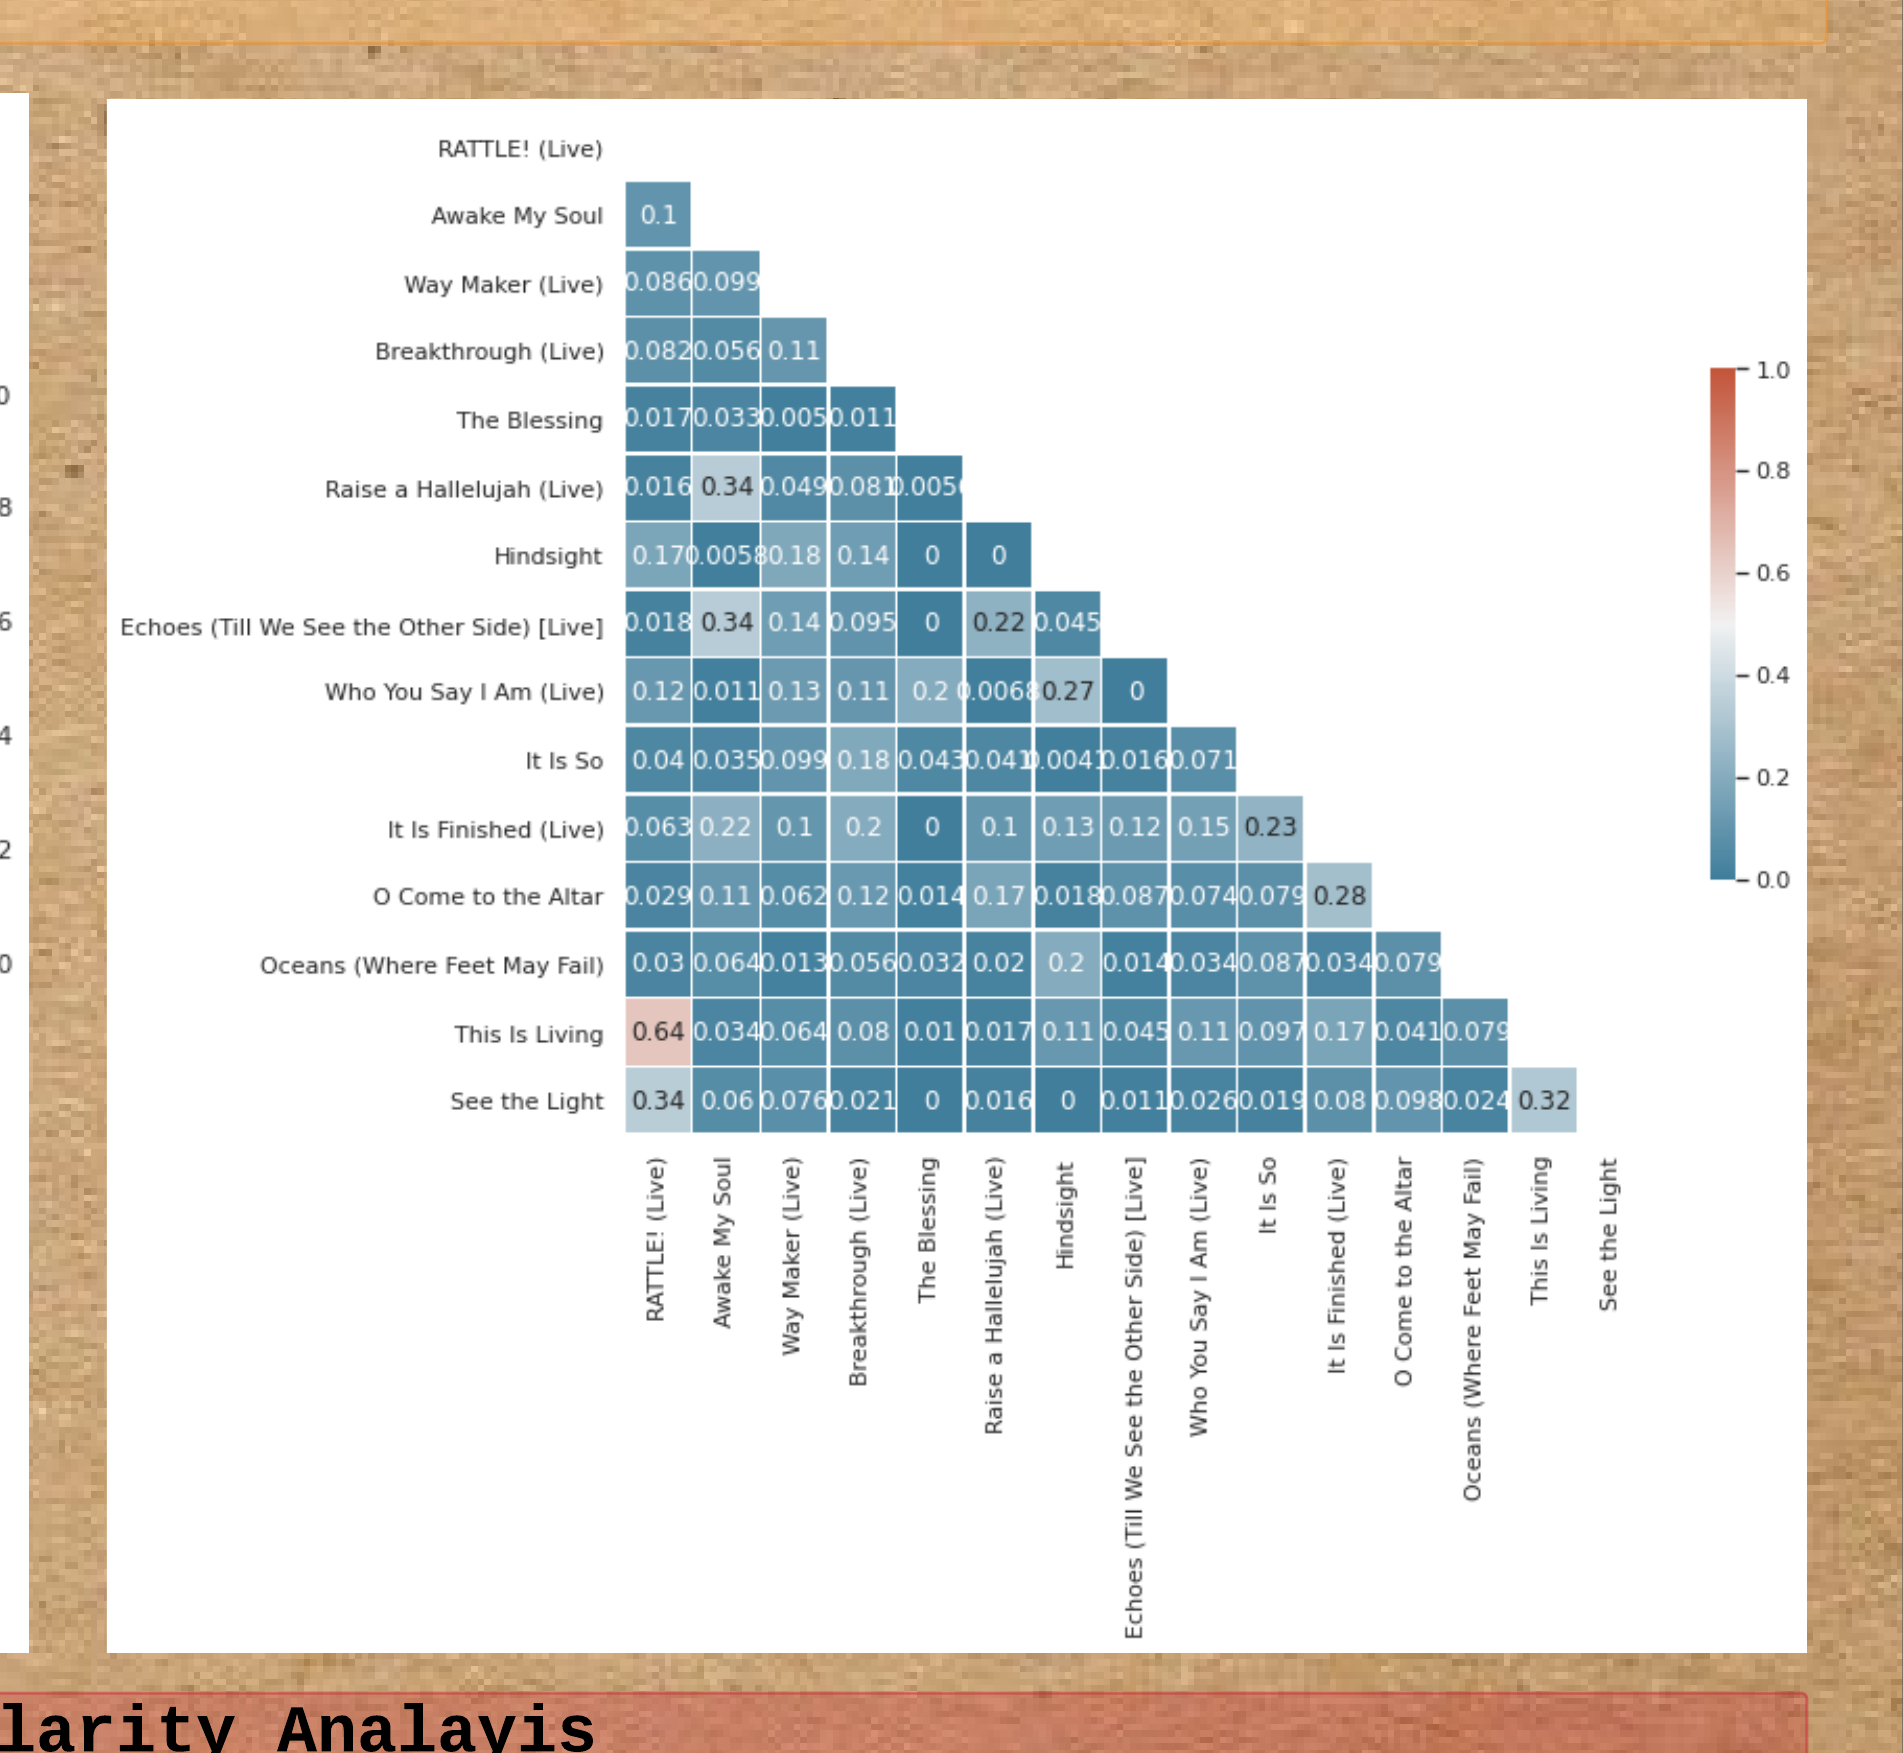 RATTLE! (Live)
Awake My Soul 0.1
Way Maker (Live) 0.086 0.099
Breakthrough (Live) 0.082 0.056 0.11
The Blessing 0.017 0.033 0.005 0.011
Raise a Hallelujah (Live) 0.016 0.34 0.049 0.081
Hindsight 0.17 0.0058 0.18 0.14 0 0
Echoes (Till We See the Other Side) [Live] 0.018 0.34 0.14 0.095 0 0.22 0.045
Who You Say I Am (Live) 0.12 0.011 0.13 0.11 0.2 0.0068 0.27 0
It Is So 0.04 0.035 0.099 0.18 0.043 0.041 0.0041 0.016 0.071
It Is Finished (Live) 0.063 0.22 0.1 0.2 0 0.1 0.13 0.12 0.15 0.23
O Come to the Altar 0.029 0.11 0.062 0.12 0.014 0.17 0.018 0.087 0.074 0.079 0.28
Oceans (Where Feet May Fail) 0.03 0.064 0.013 0.056 0.032 0.02 0.2 0.014 0.034 0.087 0.034 0.079
This Is Living 0.64 0.034 0.064 0.08 0.01 0.017 0.11 0.045 0.11 0.097 0.17 0.041 0.079
See the Light 0.34 0.06 0.076 0.021 0 0.016 0 0.011 0.026 0.019 0.08 0.098 0.024 0.32
RATTLE! (Live)
Awake My Soul
Way Maker (Live)
Breakthrough (Live)
The Blessing
Raise a Hallelujah (Live)
Hindsight
Echoes (Till We See the Other Side) [Live]
Who You Say I Am (Live)
It Is So
It Is Finished (Live)
O Come to the Altar
Oceans (Where Feet May Fail)
This Is Living
See the Light
1.0
0.8
0.6
0.4
0.2
0.0
0
8
6
4
2
0
larity Analayis